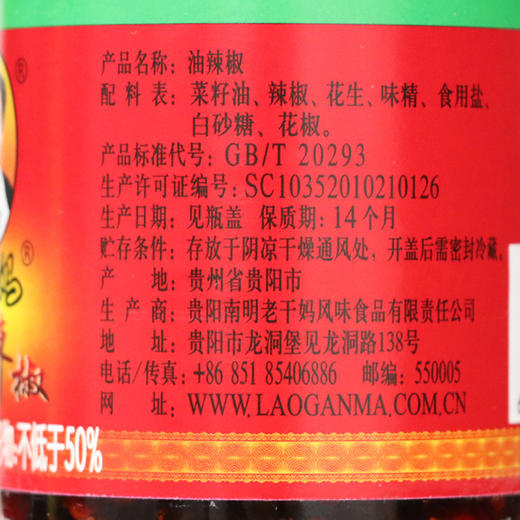 产品名称：油辣椒
配料表：菜籽油、辣椒、花生、味精、食用盐、
白砂糖、花椒。
产品标准代号：GB/T 20293
生产许可证编号：SC10352010210126
生产日期：见瓶盖 保质期：14个月
贮存条件：存放于阴凉干燥通风处，开盖后需密封冷藏。
产 地：贵州省贵阳市
生 产 商：贵阳南明老干妈风味食品有限责任公司
地 址：贵阳市龙洞堡见龙洞路138号
电话/传真：+86 851 85406886 邮编：550005
网 址：WWW.LAOGANMA.COM.CN
®
妈®
椒
不低于50%